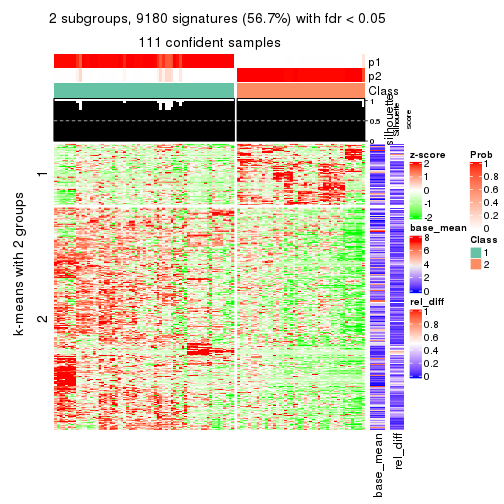 2 subgroups, 9180 signatures (56.7%) with fdr < 0.05
111 confident samples
p1
p2
Class
1
0.5
0
silhouette
Silhouette
score
k-means with 2 groups
1
2
base_mean
rel_diff
z-score
2
1
0
-1
-2
base_mean
8
6
4
2
0
rel_diff
1
0.8
0.6
0.4
0.2
0
Prob
1
0.8
0.6
0.4
0.2
0
Class
1
2